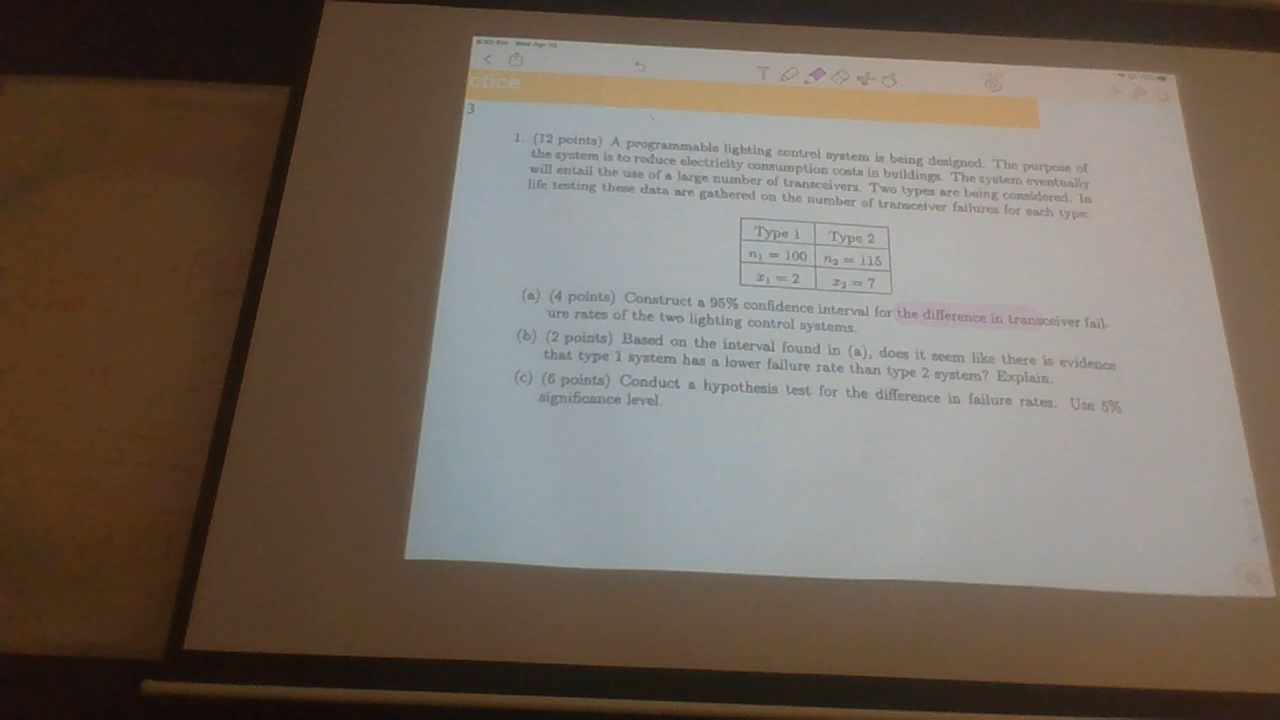 ctice
3
1. (12 points) A programmable lighting control system is being designed. The purpose of
the system is to reduce electricity consumption costs in buildings. The system eventually
will entail the use of a large number of transceivers. Two types are being considered. In
life testing these data are gathered on the number of transceiver failures for each type:
Type 1 Type 2
n₁ = 100 n₂ = 115
x₁ = 2 x₂ = 7
(a) (4 points) Construct a 95% confidence interval for the difference in transceiver fail-
ure rates of the two lighting control systems.
(b) (2 points) Based on the interval found in (a), does it seem like there is evidence
that type 1 system has a lower failure rate than type 2 system? Explain.
(c) (6 points) Conduct a hypothesis test for the difference in failure rates. Use 5%
significance level.